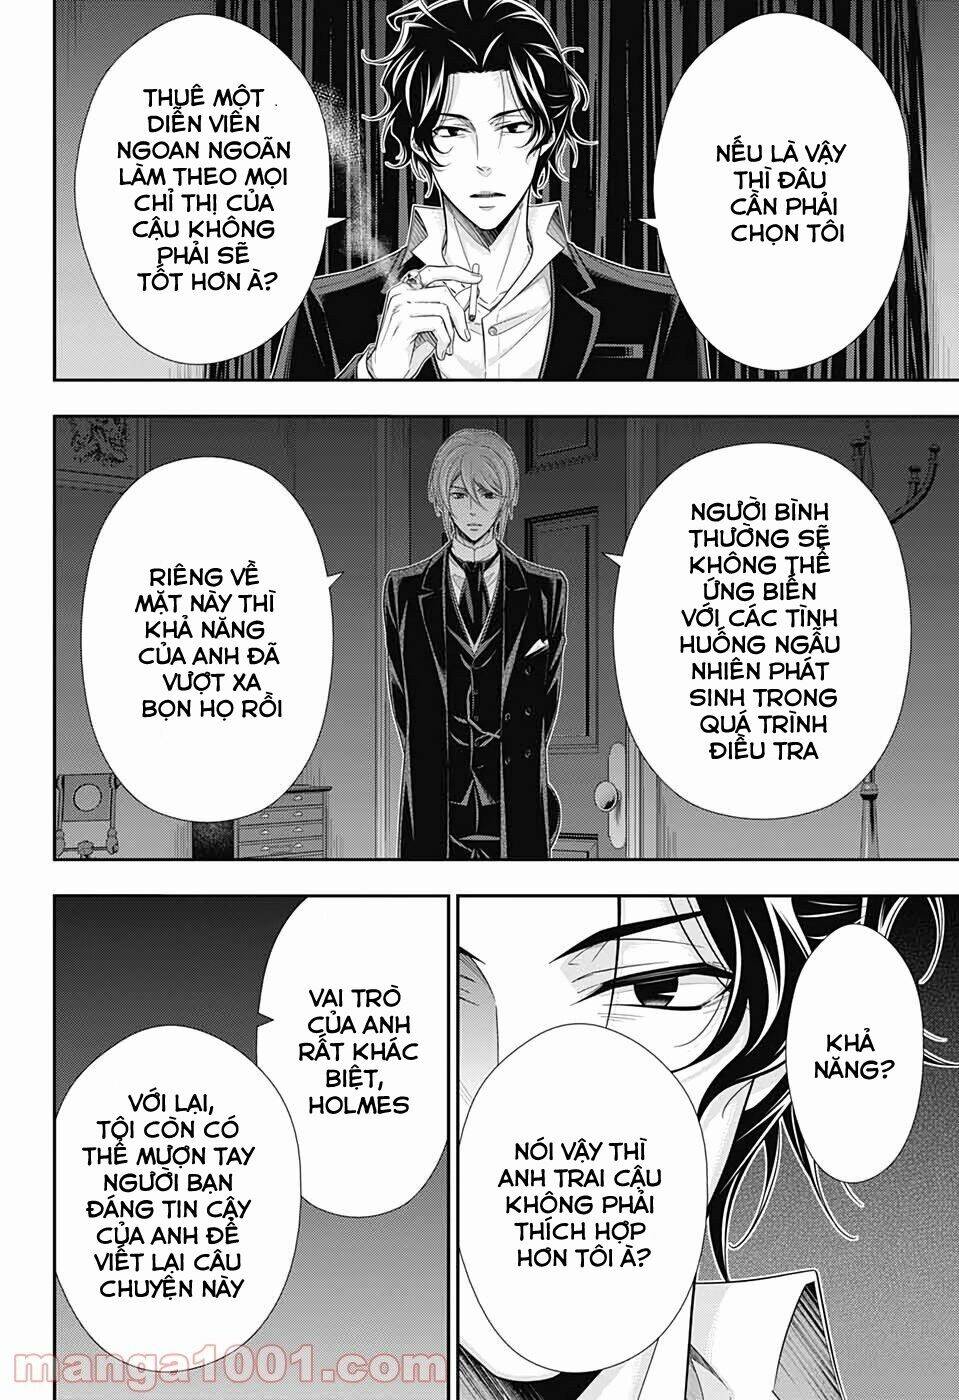 NẾU LÀ VẬY
THÌ ĐÂU
CẦN PHẢI
CHỌN TÔI
THUÊ MỘT
DIỄN VIÊN
NGOAN NGOÃN
LÀM THEO MỌI
CHỈ THỊ CỦA
CẬU KHÔNG
PHẢI SẼ
TỐT HƠN À?
NGƯỜI BÌNH
THƯỜNG SẼ
KHÔNG THỂ
ỨNG BIẾN
VỚI CÁC TÌNH
HUỐNG NGẪU
NHIÊN PHÁT
SINH TRONG
QUÁ TRÌNH
ĐIỀU TRA
RIÊNG VỀ
MẶT NÀY THÌ
KHẢ NĂNG
CỦA ANH ĐÃ
VƯỢT XA
BỌN HỌ RỒI
KHẢ
NĂNG?
NÓI VẬY THÌ
ANH TRAI CẬU
KHÔNG PHẢI
THÍCH HỢP
HƠN TÔI À?
VAI TRÒ
CỦA ANH
RẤT KHÁC
BIỆT,
HOLMES
VỚI LẠI,
TÔI CÒN CÓ
THỂ MƯỢN TAY
NGƯỜI BẠN
ĐÁNG TIN CẬY
CỦA ANH ĐỂ
VIẾT LẠI CÂU
CHUYỆN NÀY
manga1001.com